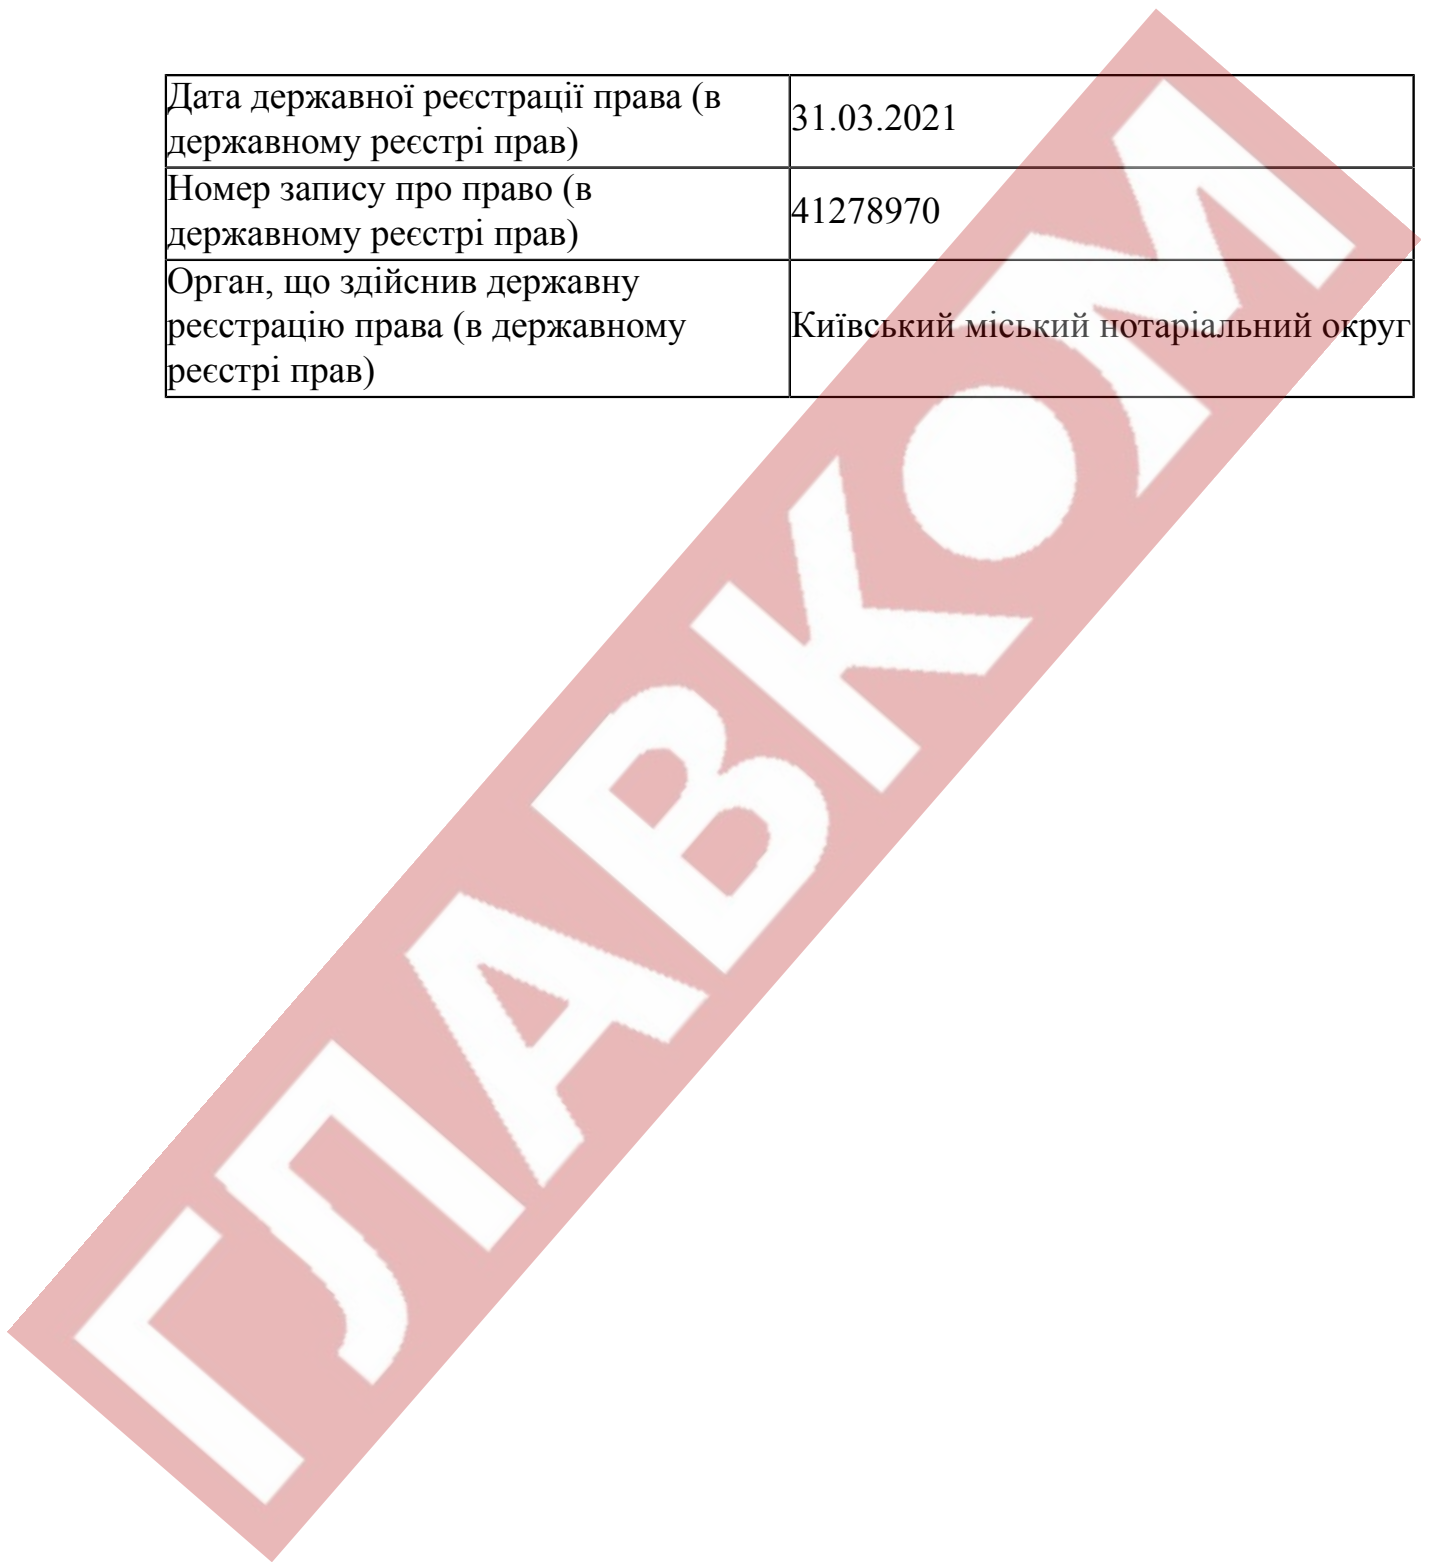 Дата державної реєстрації права (в
державному реєстрі прав)
31.03.2021
Номер запису про право (в
державному реєстрі прав)
41278970
Орган, що здійснив державну
реєстрацію права (в державному
реєстрі прав)
Київський міський нотаріальний округ
ГЛАВКОМ